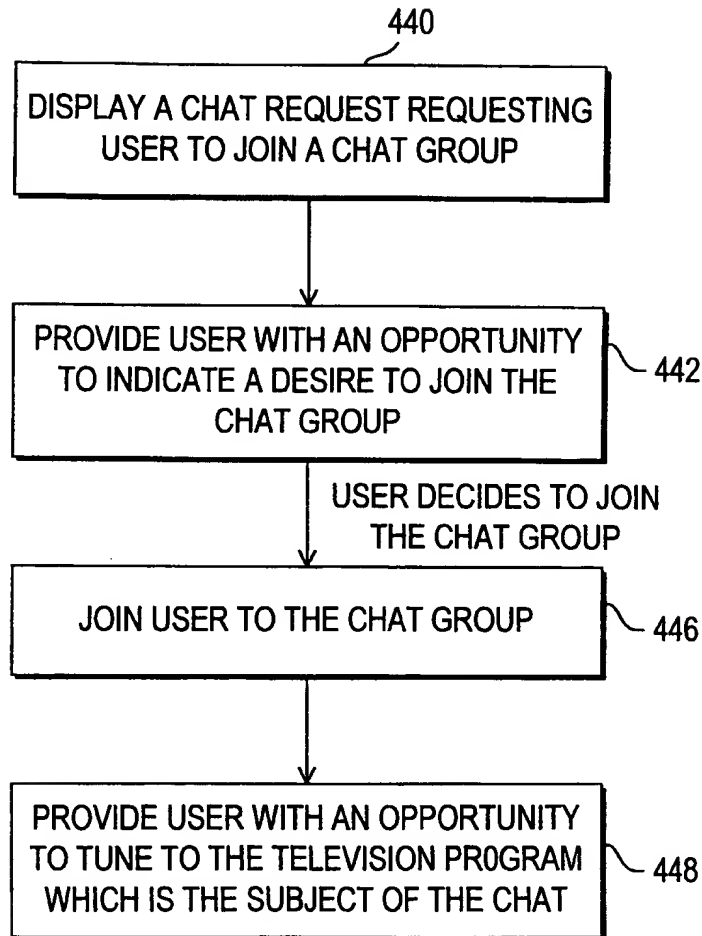 440
DISPLAY A CHAT REQUEST REQUESTING
USER TO JOIN A CHAT GROUP
PROVIDE USER WITH AN OPPORTUNITY
TO INDICATE A DESIRE TO JOIN THE
CHAT GROUP
442
USER DECIDES TO JOIN
THE CHAT GROUP
JOIN USER TO THE CHAT GROUP
446
PROVIDE USER WITH AN OPPORTUNITY
TO TUNE TO THE TELEVISION PR0GRAM
WHICH IS THE SUBJECT OF THE CHAT
448